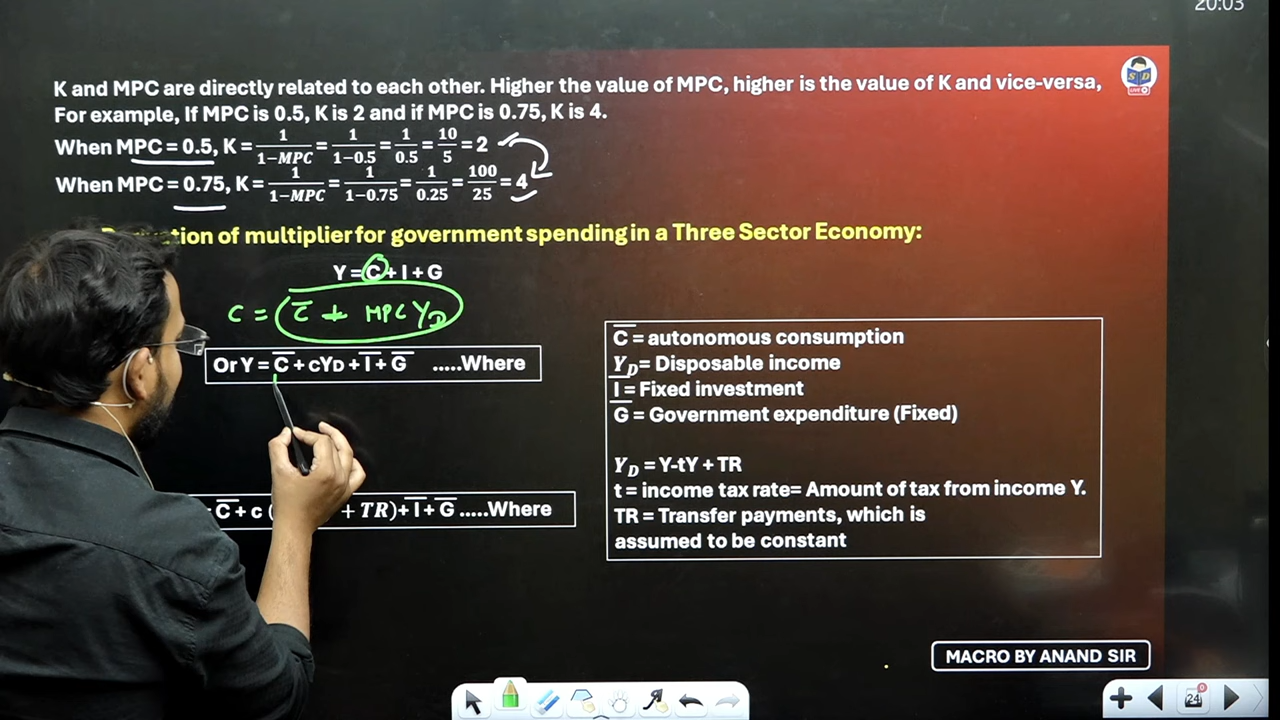 20:03
K and MPC are directly related to each other. Higher the value of MPC, higher is the value of K and vice-versa,
For example, If MPC is 0.5, K is 2 and if MPC is 0.75, K is 4.
When MPC = 0.5, K = 1/(1−MPC) = 1/(1−0.5) = 1/0.5 = 10/5 = 2
When MPC = 0.75, K = 1/(1−MPC) = 1/(1−0.75) = 1/0.25 = 100/25 = 4
of multiplier for government spending in a Three Sector Economy:
Y = C + I + G
C = C̅ + MPC Y_D
Or Y = C̅ + cYD + I̅ + G̅ .....Where
C̅ + c ( + TR) + I̅ + G̅ .....Where
C̅ = autonomous consumption
Y_D = Disposable income
I̅ = Fixed investment
G̅ = Government expenditure (Fixed)
Y_D = Y-tY + TR
t = income tax rate= Amount of tax from income Y.
TR = Transfer payments, which is
assumed to be constant
MACRO BY ANAND SIR
SD
LIVE
24